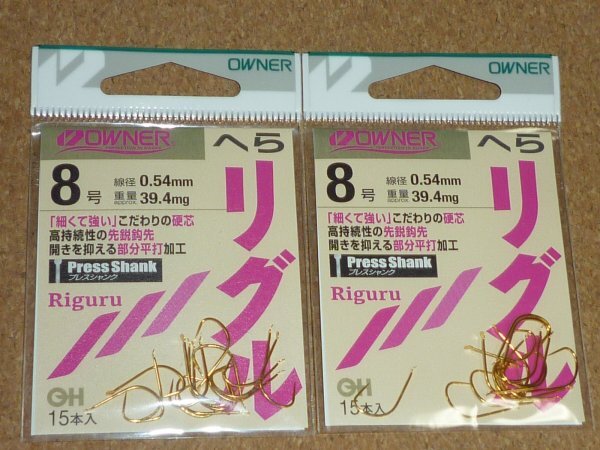 OWNER
OWNER
へら
リグル
8号
線径 0.54mm
重量 approx. 39.4mg
「細くて強い」こだわりの硬芯
高持続性の先鋭鈎先
開きを抑える部分平打加工
Press Shank
プレスシャンク
Riguru
OH
15本入
OWNER
OWNER
へら
リグル
8号
線径 0.54mm
重量 approx. 39.4mg
「細くて強い」こだわりの硬芯
高持続性の先鋭鈎先
開きを抑える部分平打加工
Press Shank
プレスシャンク
Riguru
OH
15本入